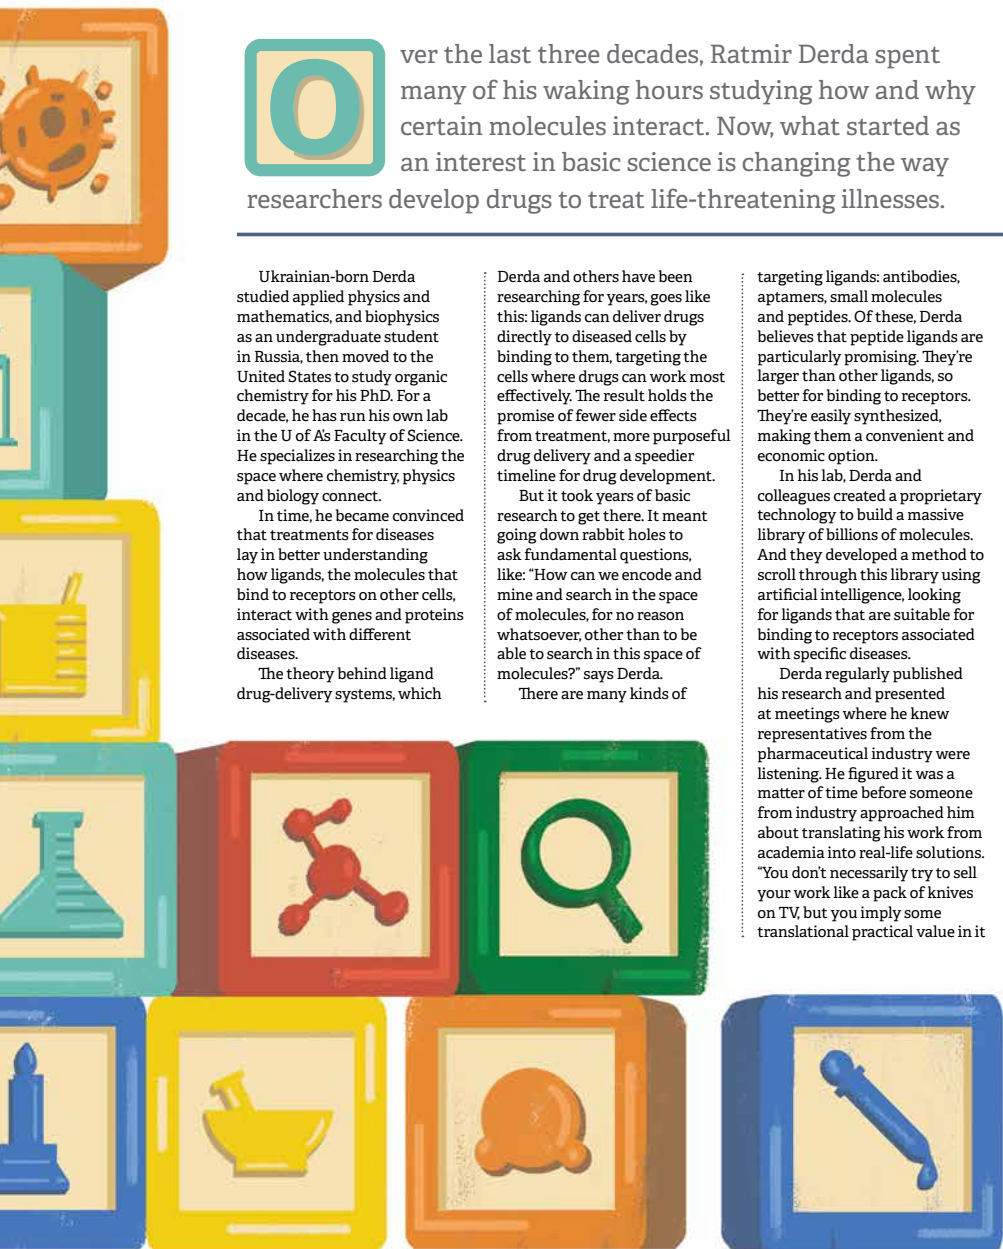 Over the last three decades, Ratmir Derda spent
many of his waking hours studying how and why
certain molecules interact. Now, what started as
an interest in basic science is changing the way
researchers develop drugs to treat life-threatening illnesses.
Ukrainian-born Derda
studied applied physics and
mathematics, and biophysics
as an undergraduate student
in Russia, then moved to the
United States to study organic
chemistry for his PhD. For a
decade, he has run his own lab
in the U of A’s Faculty of Science.
He specializes in researching the
space where chemistry, physics
and biology connect.
In time, he became convinced
that treatments for diseases
lay in better understanding
how ligands, the molecules that
bind to receptors on other cells,
interact with genes and proteins
associated with different
diseases.
The theory behind ligand
drug-delivery systems, which
Derda and others have been
researching for years, goes like
this: ligands can deliver drugs
directly to diseased cells by
binding to them, targeting the
cells where drugs can work most
effectively. The result holds the
promise of fewer side effects
from treatment, more purposeful
drug delivery and a speedier
timeline for drug development.
But it took years of basic
research to get there. It meant
going down rabbit holes to
ask fundamental questions,
like: “How can we encode and
mine and search in the space
of molecules, for no reason
whatsoever, other than to be
able to search in this space of
molecules?” says Derda.
There are many kinds of
targeting ligands: antibodies,
aptamers, small molecules
and peptides. Of these, Derda
believes that peptide ligands are
particularly promising. They’re
larger than other ligands, so
better for binding to receptors.
They’re easily synthesized,
making them a convenient and
economic option.
In his lab, Derda and
colleagues created a proprietary
technology to build a massive
library of billions of molecules.
And they developed a method to
scroll through this library using
artificial intelligence, looking
for ligands that are suitable for
binding to receptors associated
with specific diseases.
Derda regularly published
his research and presented
at meetings where he knew
representatives from the
pharmaceutical industry were
listening. He figured it was a
matter of time before someone
from industry approached him
about translating his work from
academia into real-life solutions.
“You don’t necessarily try to sell
your work like a pack of knives
on TV, but you imply some
translational practical value in it